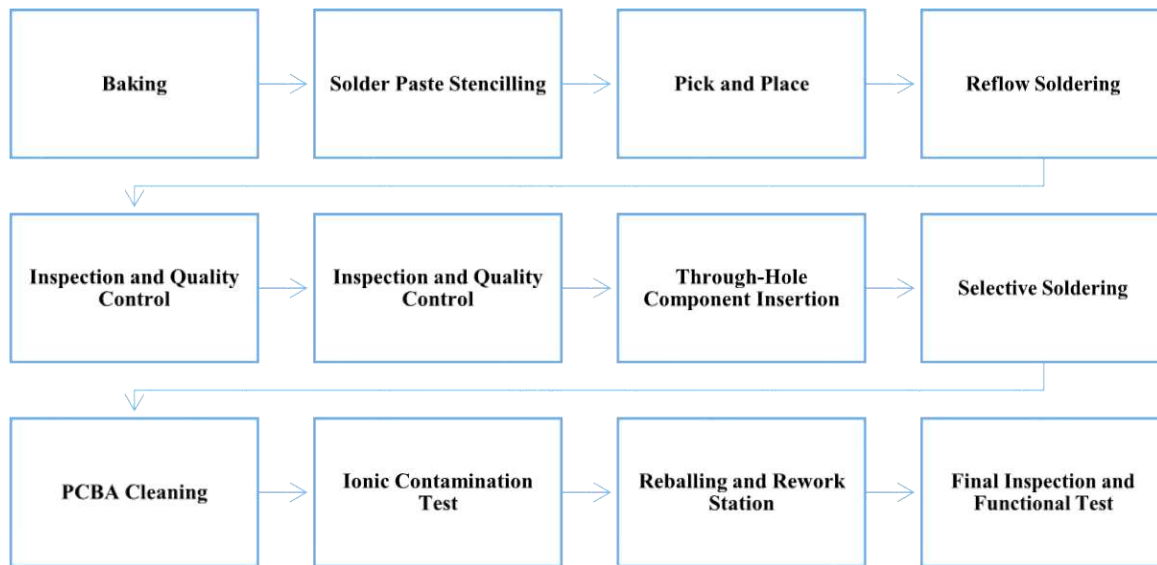 Baking
Solder Paste Stencilling
Pick and Place
Reflow Soldering
Inspection and Quality
Control
Inspection and Quality
Control
Through-Hole
Component Insertion
Selective Soldering
PCBA Cleaning
Ionic Contamination
Test
Reballing and Rework
Station
Final Inspection and
Functional Test